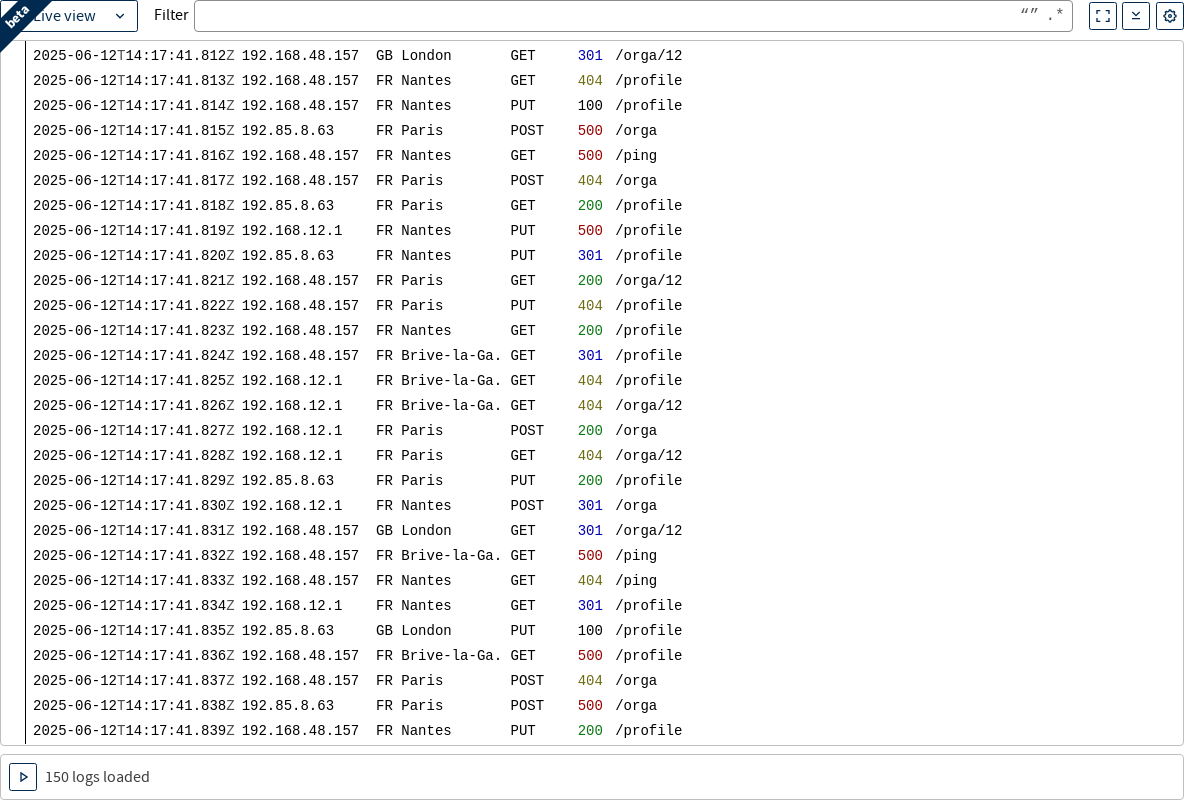 beta
Live view
Filter
“” .*
2025-06-12T14:17:41.812Z 192.168.48.157 GB London GET 301 /orga/12
2025-06-12T14:17:41.813Z 192.168.48.157 FR Nantes GET 404 /profile
2025-06-12T14:17:41.814Z 192.168.48.157 FR Nantes PUT 100 /profile
2025-06-12T14:17:41.815Z 192.85.8.63 FR Paris POST 500 /orga
2025-06-12T14:17:41.816Z 192.168.48.157 FR Nantes GET 500 /ping
2025-06-12T14:17:41.817Z 192.168.48.157 FR Paris POST 404 /orga
2025-06-12T14:17:41.818Z 192.85.8.63 FR Paris GET 200 /profile
2025-06-12T14:17:41.819Z 192.168.12.1 FR Nantes PUT 500 /profile
2025-06-12T14:17:41.820Z 192.85.8.63 FR Nantes PUT 301 /profile
2025-06-12T14:17:41.821Z 192.168.48.157 FR Paris GET 200 /orga/12
2025-06-12T14:17:41.822Z 192.168.48.157 FR Paris PUT 404 /profile
2025-06-12T14:17:41.823Z 192.168.48.157 FR Nantes GET 200 /profile
2025-06-12T14:17:41.824Z 192.168.48.157 FR Brive-la-Ga. GET 301 /profile
2025-06-12T14:17:41.825Z 192.168.12.1 FR Brive-la-Ga. GET 404 /profile
2025-06-12T14:17:41.826Z 192.168.12.1 FR Brive-la-Ga. GET 404 /orga/12
2025-06-12T14:17:41.827Z 192.168.12.1 FR Paris POST 200 /orga
2025-06-12T14:17:41.828Z 192.168.12.1 FR Paris GET 404 /orga/12
2025-06-12T14:17:41.829Z 192.85.8.63 FR Paris PUT 200 /profile
2025-06-12T14:17:41.830Z 192.168.12.1 FR Nantes POST 301 /orga
2025-06-12T14:17:41.831Z 192.168.48.157 GB London GET 301 /orga/12
2025-06-12T14:17:41.832Z 192.168.48.157 FR Brive-la-Ga. GET 500 /ping
2025-06-12T14:17:41.833Z 192.168.48.157 FR Nantes GET 404 /ping
2025-06-12T14:17:41.834Z 192.168.12.1 FR Nantes GET 301 /profile
2025-06-12T14:17:41.835Z 192.85.8.63 GB London PUT 100 /profile
2025-06-12T14:17:41.836Z 192.168.48.157 FR Brive-la-Ga. GET 500 /profile
2025-06-12T14:17:41.837Z 192.168.48.157 FR Paris POST 404 /orga
2025-06-12T14:17:41.838Z 192.85.8.63 FR Paris POST 500 /orga
2025-06-12T14:17:41.839Z 192.168.48.157 FR Nantes PUT 200 /profile
150 logs loaded